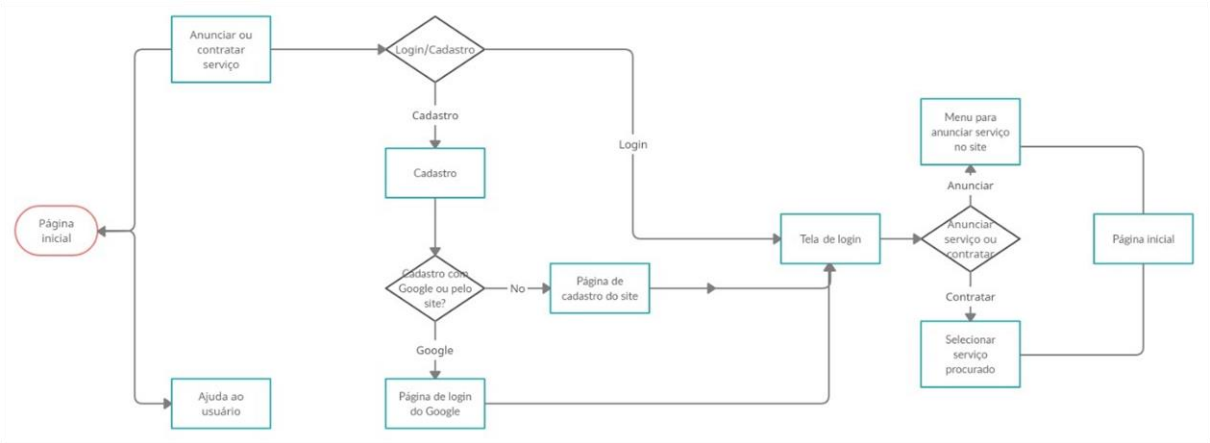 Anunciar ou
contratar
serviço
Login/Cadastro
Cadastro
Login
Cadastro
Página
inicial
Cadastro com
Google ou pelo
site?
No
Página de
cadastro do site
Tela de login
Menu para
anunciar serviço
no site
Anunciar
Anunciar
serviço ou
contratar
Página inicial
Contratar
Selecionar
serviço
procurado
Google
Página de login
do Google
Ajuda ao
usuário